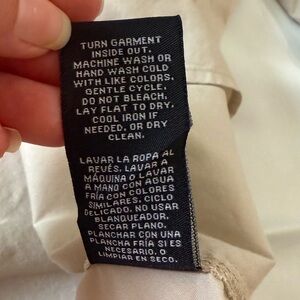 TURN GARMENT
INSIDE OUT.
MACHINE WASH OR
HAND WASH COLD
WITH LIKE COLORS,
GENTLE CYCLE,
DO NOT BLEACH,
LAY FLAT TO DRY,
COOL IRON IF
NEEDED, OR DRY
CLEAN.
LAVAR LA ROPA AL
REVÉS, LAVAR A
MÁQUINA O LAVAR
A MANO CON AGUA
FRÍA CON COLORES
SIMILARES, CICLO
DELICADO, NO USAR
BLANQUEADOR,
SECAR PLANO,
PLANCHAR CON UNA
PLANCHA FRÍA SI ES
NECESARIO, O
LIMPIAR EN SECO.